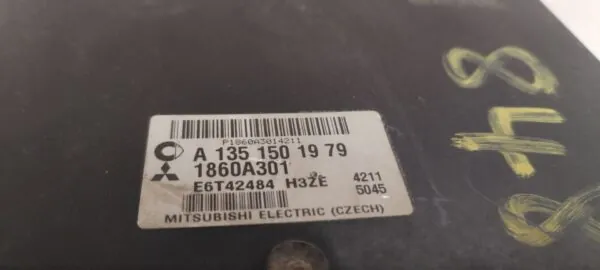 P1860A3014211
A 135 150 19 79
1860A301
E6T42484 H3ZE 4211
5045
MITSUBISHI ELECTRIC (CZECH)